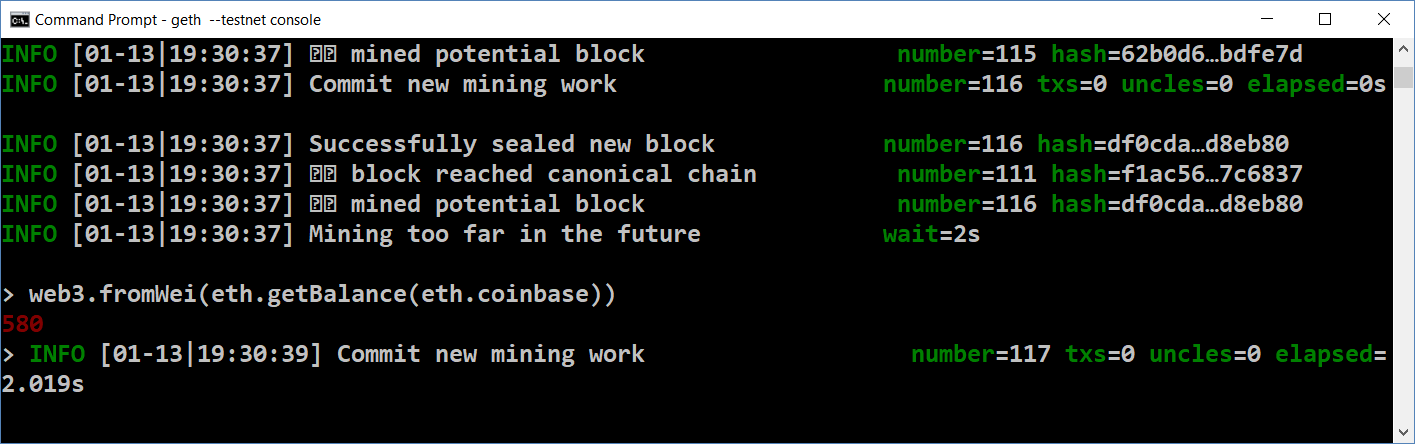 Command Prompt - geth --testnet console
INFO [01-13|19:30:37] mined potential block number=115 hash=62b0d6…bdfe7d
INFO [01-13|19:30:37] Commit new mining work number=116 txs=0 uncles=0 elapsed=0s
INFO [01-13|19:30:37] Successfully sealed new block number=116 hash=df0cda…d8eb80
INFO [01-13|19:30:37] block reached canonical chain number=111 hash=f1ac56…7c6837
INFO [01-13|19:30:37] mined potential block number=116 hash=df0cda…d8eb80
INFO [01-13|19:30:37] Mining too far in the future wait=2s
> web3.fromWei(eth.getBalance(eth.coinbase))
580
> INFO [01-13|19:30:39] Commit new mining work number=117 txs=0 uncles=0 elapsed=
2.019s